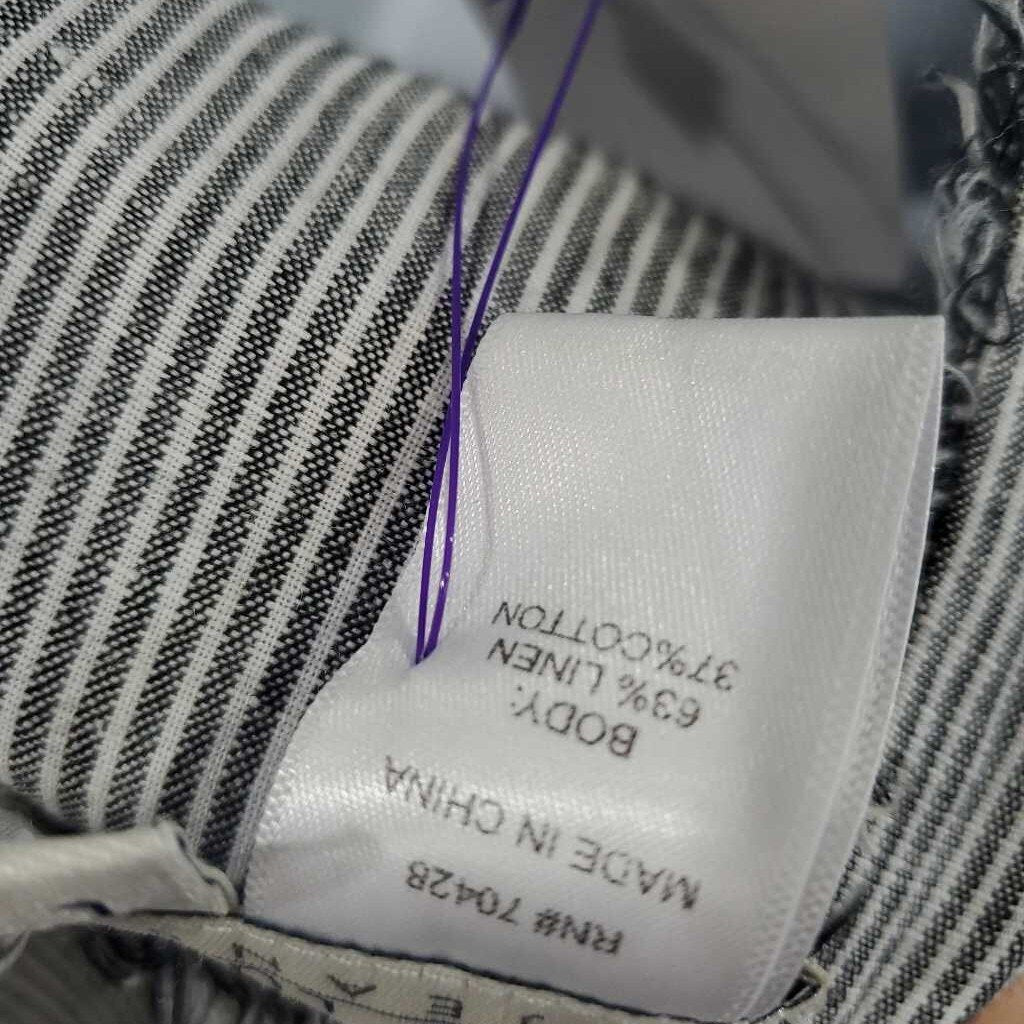 RN# 70428
MADE IN CHINA
BODY:
63% LINEN
37%COTTON